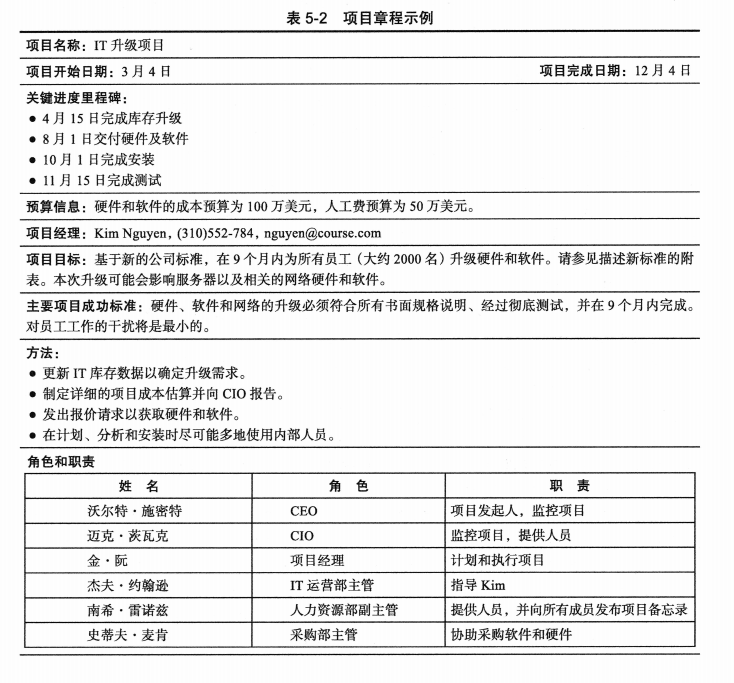 表 5-2 项目章程示例
项目名称：IT 升级项目
项目开始日期：3 月 4 日 项目完成日期：12 月 4 日
关键进度里程碑：
● 4 月 15 日完成库存升级
● 8 月 1 日交付硬件及软件
● 10 月 1 日完成安装
● 11 月 15 日完成测试
预算信息：硬件和软件的成本预算为 100 万美元，人工费预算为 50 万美元。
项目经理：Kim Nguyen, (310)552-784, nguyen@course.com
项目目标：基于新的公司标准，在 9 个月内为所有员工（大约 2000 名）升级硬件和软件。请参见描述新标准的附
表。本次升级可能会影响服务器以及相关的网络硬件和软件。
主要项目成功标准：硬件、软件和网络的升级必须符合所有书面规格说明、经过彻底测试，并在 9 个月内完成。
对员工工作的干扰将是最小的。
方法：
● 更新 IT 库存数据以确定升级需求。
● 制定详细的项目成本估算并向 CIO 报告。
● 发出报价请求以获取硬件和软件。
● 在计划、分析和安装时尽可能多地使用内部人员。
角色和职责
姓 名 角 色 职 责
沃尔特·施密特 CEO 项目发起人，监控项目
迈克·茨瓦克 CIO 监控项目，提供人员
金·阮 项目经理 计划和执行项目
杰夫·约翰逊 IT 运营部主管 指导 Kim
南希·雷诺兹 人力资源部副主管 提供人员，并向所有成员发布项目备忘录
史蒂夫·麦肯 采购部主管 协助采购软件和硬件